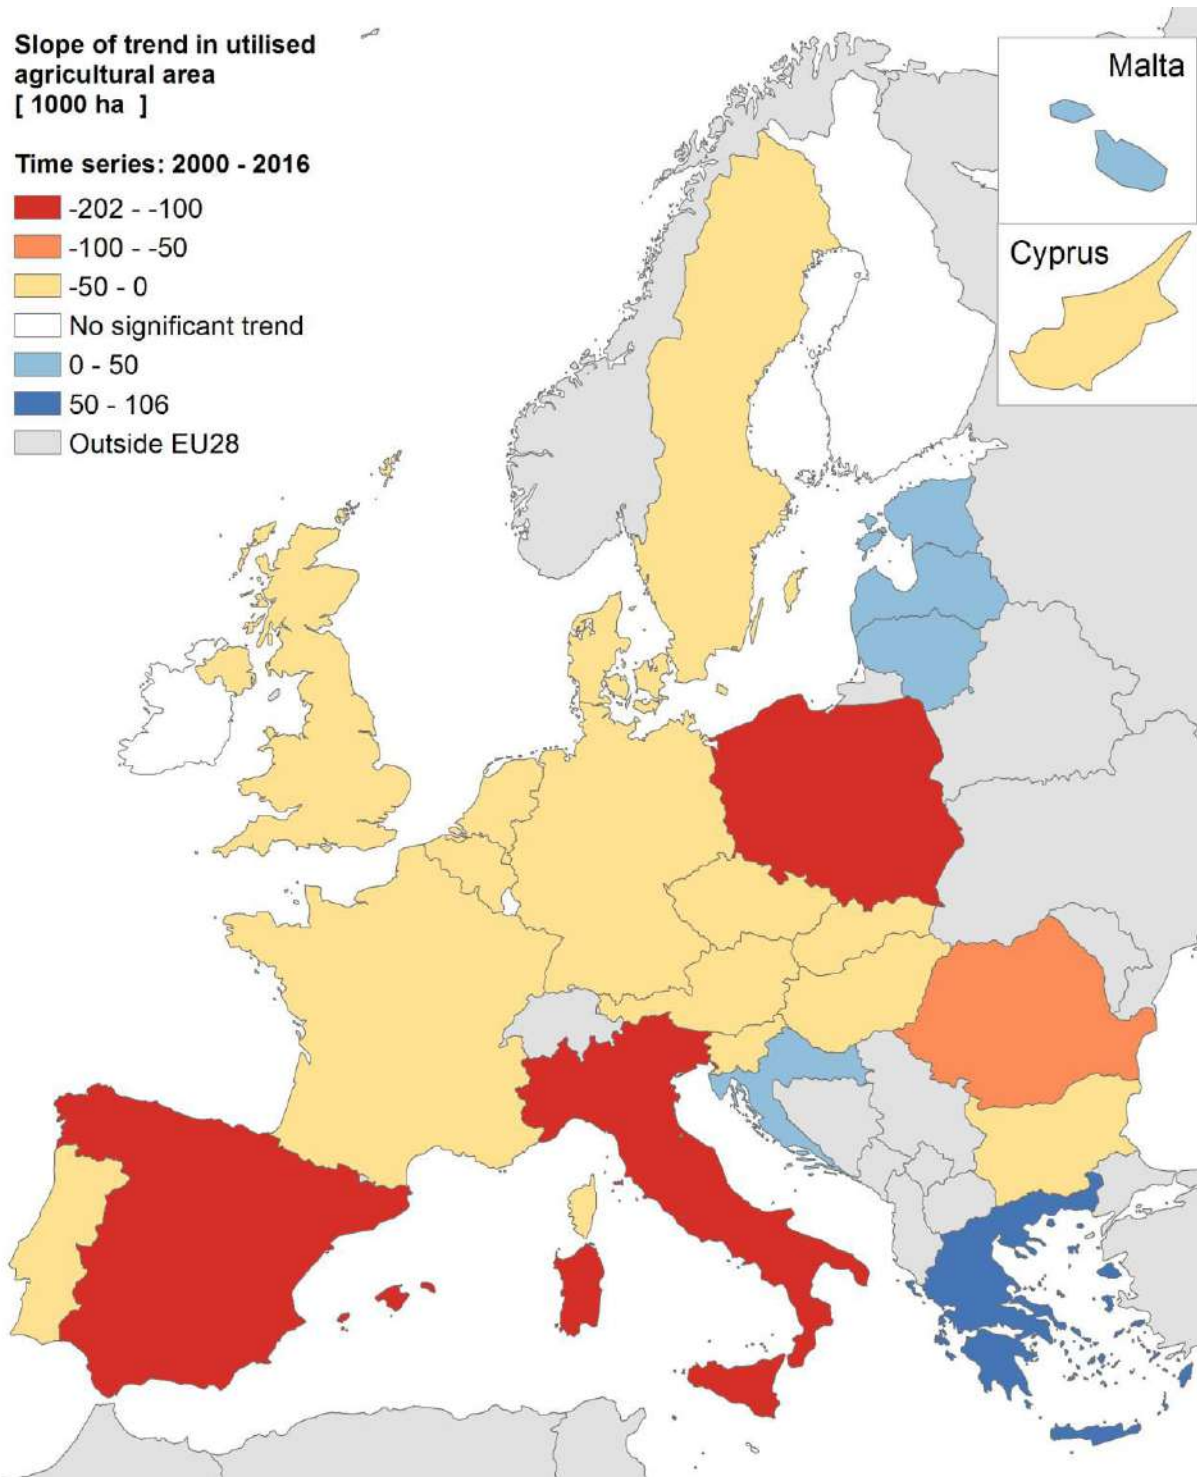 Slope of trend in utilised
agricultural area
[ 1000 ha  ]
Time series: 2000 - 2016
-202 - -100
-100 - -50
-50 - 0
No significant trend
0 - 50
50 - 106
Outside EU28
Malta
Cyprus